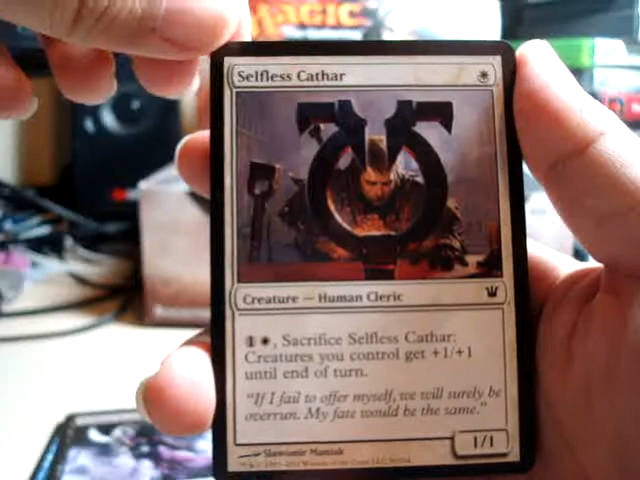 MAGIC
Selfless Cathar
Creature — Human Cleric
1, Sacrifice Selfless Cathar:
Creatures you control get +1/+1
until end of turn.
"If I fail to offer myself, we will surely be
overrun. My fate would be the same."
1/1
Slawomir Maniak